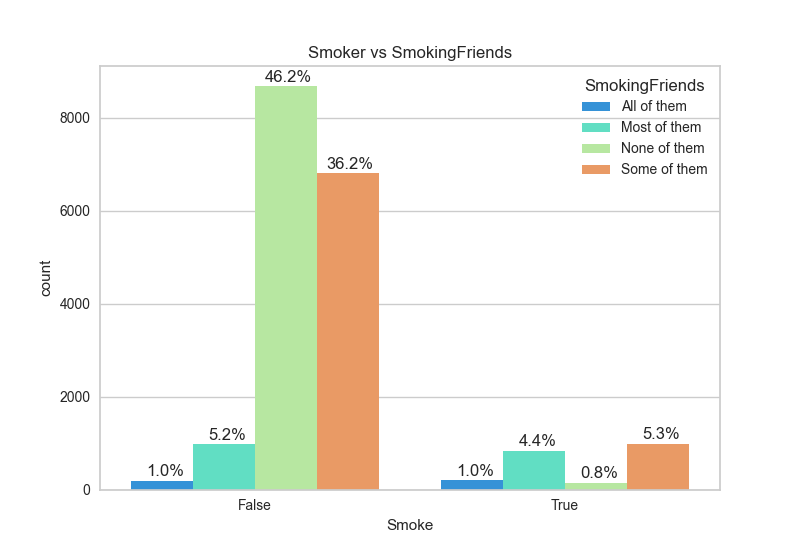 Smoker vs SmokingFriends
46.2%
SmokingFriends
All of them
Most of them
None of them
Some of them
8000
36.2%
6000
count
4000
2000
5.2%
4.4%
5.3%
1.0%
1.0%
0.8%
0
False
True
Smoke